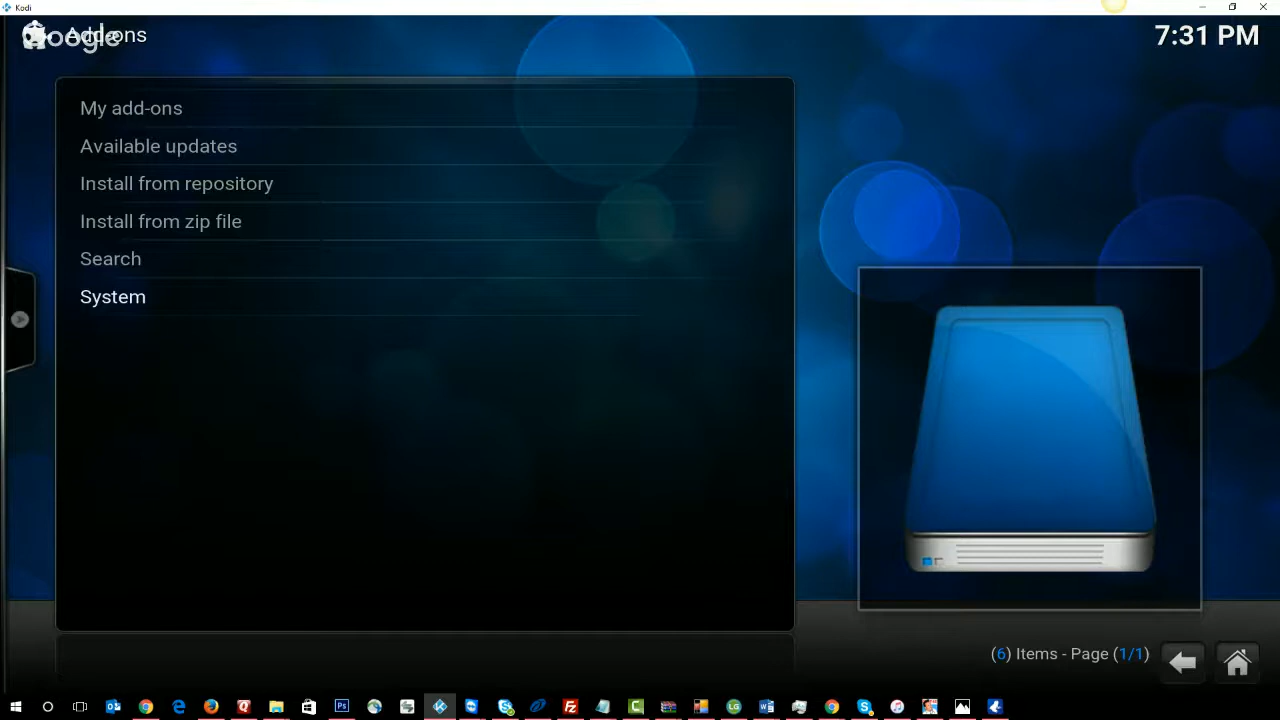 Kodi
Google
Add-ons
7:31 PM
My add-ons
Available updates
Install from repository
Install from zip file
Search
System
(6) Items - Page (1/1)